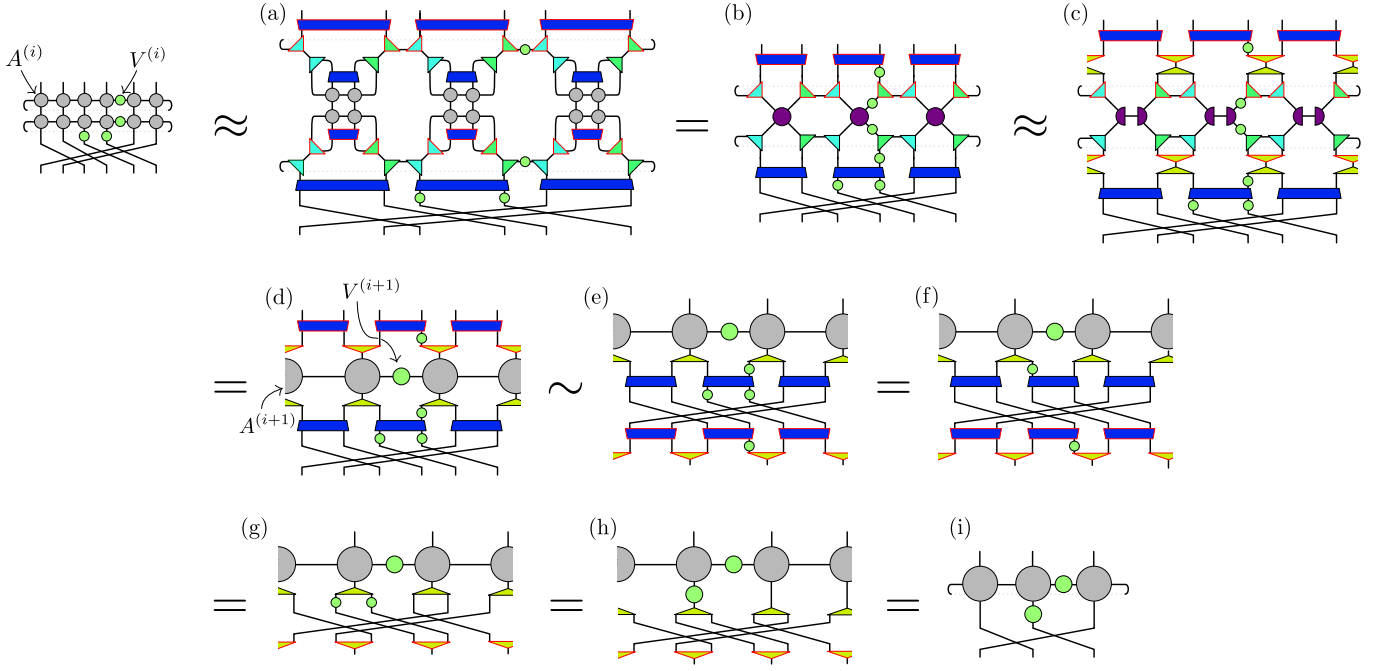 A^{(i)}
V^{(i)}
(a)
(b)
(c)
≈
=
≈
(d)
V^{(i+1)}
A^{(i+1)}
(e)
(f)
=
∼
=
(g)
(h)
(i)
=
=
=